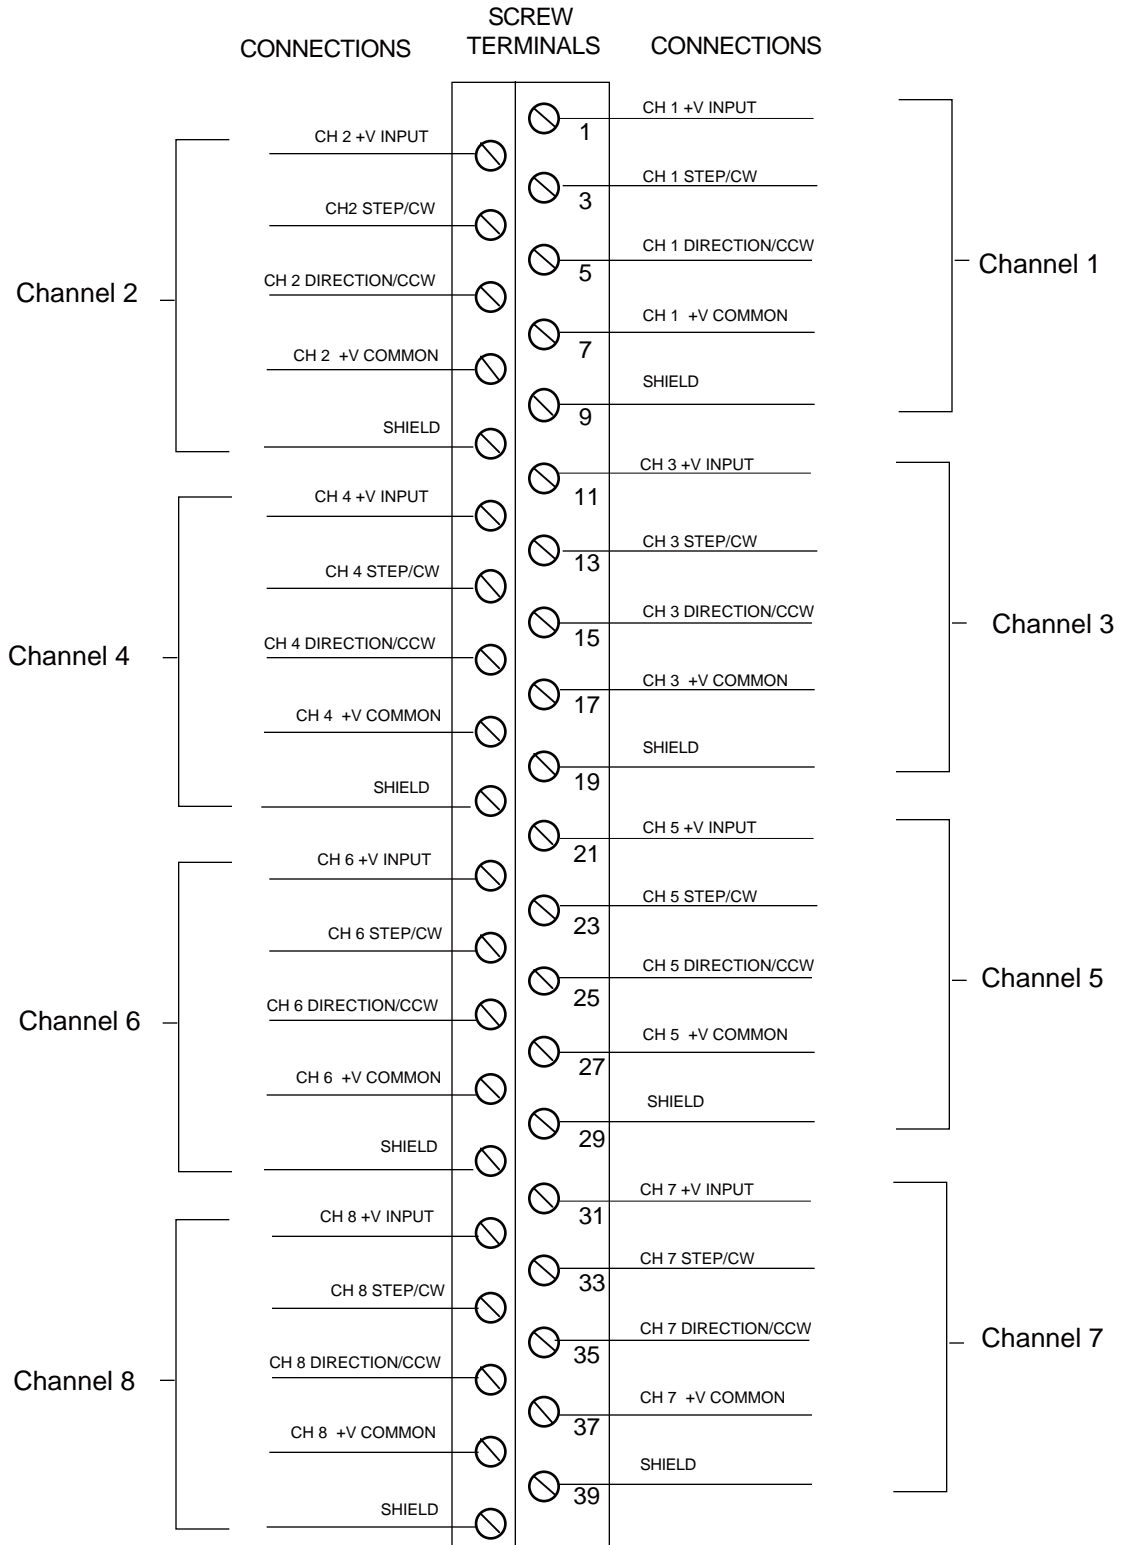 SCREW
TERMINALS
CONNECTIONS
CONNECTIONS
CH 1 +V INPUT
1
CH 2 +V INPUT
CH 1 STEP/CW
3
CH2 STEP/CW
CH 1 DIRECTION/CCW
5
Channel 1
CH 2 DIRECTION/CCW
Channel 2
CH 1 +V COMMON
7
CH 2 +V COMMON
SHIELD
9
SHIELD
CH 3 +V INPUT
11
CH 4 +V INPUT
CH 3 STEP/CW
13
CH 4 STEP/CW
CH 3 DIRECTION/CCW
15
Channel 3
CH 4 DIRECTION/CCW
Channel 4
CH 3 +V COMMON
17
CH 4 +V COMMON
SHIELD
19
SHIELD
CH 5 +V INPUT
21
CH 6 +V INPUT
CH 5 STEP/CW
23
CH 6 STEP/CW
CH 5 DIRECTION/CCW
25
Channel 5
CH 6 DIRECTION/CCW
Channel 6
CH 5 +V COMMON
27
CH 6 +V COMMON
SHIELD
29
SHIELD
CH 7 +V INPUT
31
CH 8 +V INPUT
CH 7 STEP/CW
33
CH 8 STEP/CW
CH 7 DIRECTION/CCW
35
Channel 7
CH 8 DIRECTION/CCW
Channel 8
CH 7 +V COMMON
37
CH 8 +V COMMON
SHIELD
39
SHIELD